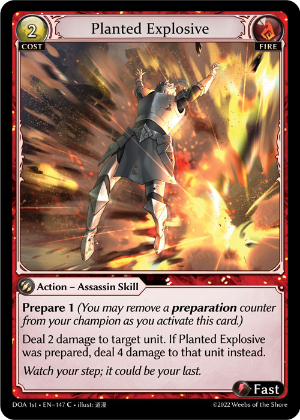 2
Planted Explosive
COST
FIRE
Action – Assassin Skill
Prepare 1 (You may remove a preparation counter
from your champion as you activate this card.)
Deal 2 damage to target unit. If Planted Explosive
was prepared, deal 4 damage to that unit instead.
Watch your step; it could be your last.
Fast
DOA 1st • EN–147 C • illust: 道漫
©2022 Weebs of the Shore